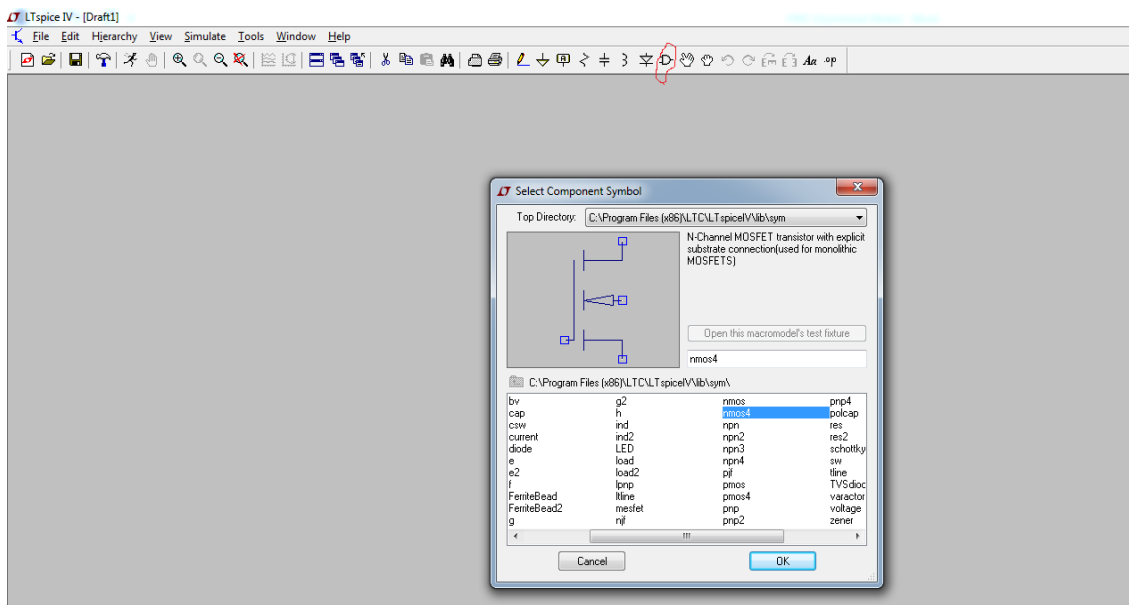 LTspice IV - [Draft1]
File Edit Hierarchy View Simulate Tools Window Help
Aa .op
Select Component Symbol
Top Directory: C:\Program Files (x86)\LTC\LTspiceIV\lib\sym
N-Channel MOSFET transistor with explicit
substrate connection(used for monolithic
MOSFETS)
Open this macromodel's test fixture
nmos4
C:\Program Files (x86)\LTC\LTspiceIV\lib\sym\
bv g2 nmos pnp4
cap h nmos4 polcap
csw ind npn res
current ind2 npn2 res2
diode LED npn3 schottky
e load npn4 sw
e2 load2 pjf tline
f lpnp pmos TVSdioc
FerriteBead ltline pmos4 varactor
FerriteBead2 mesfet pnp voltage
g njf pnp2 zener
Cancel OK